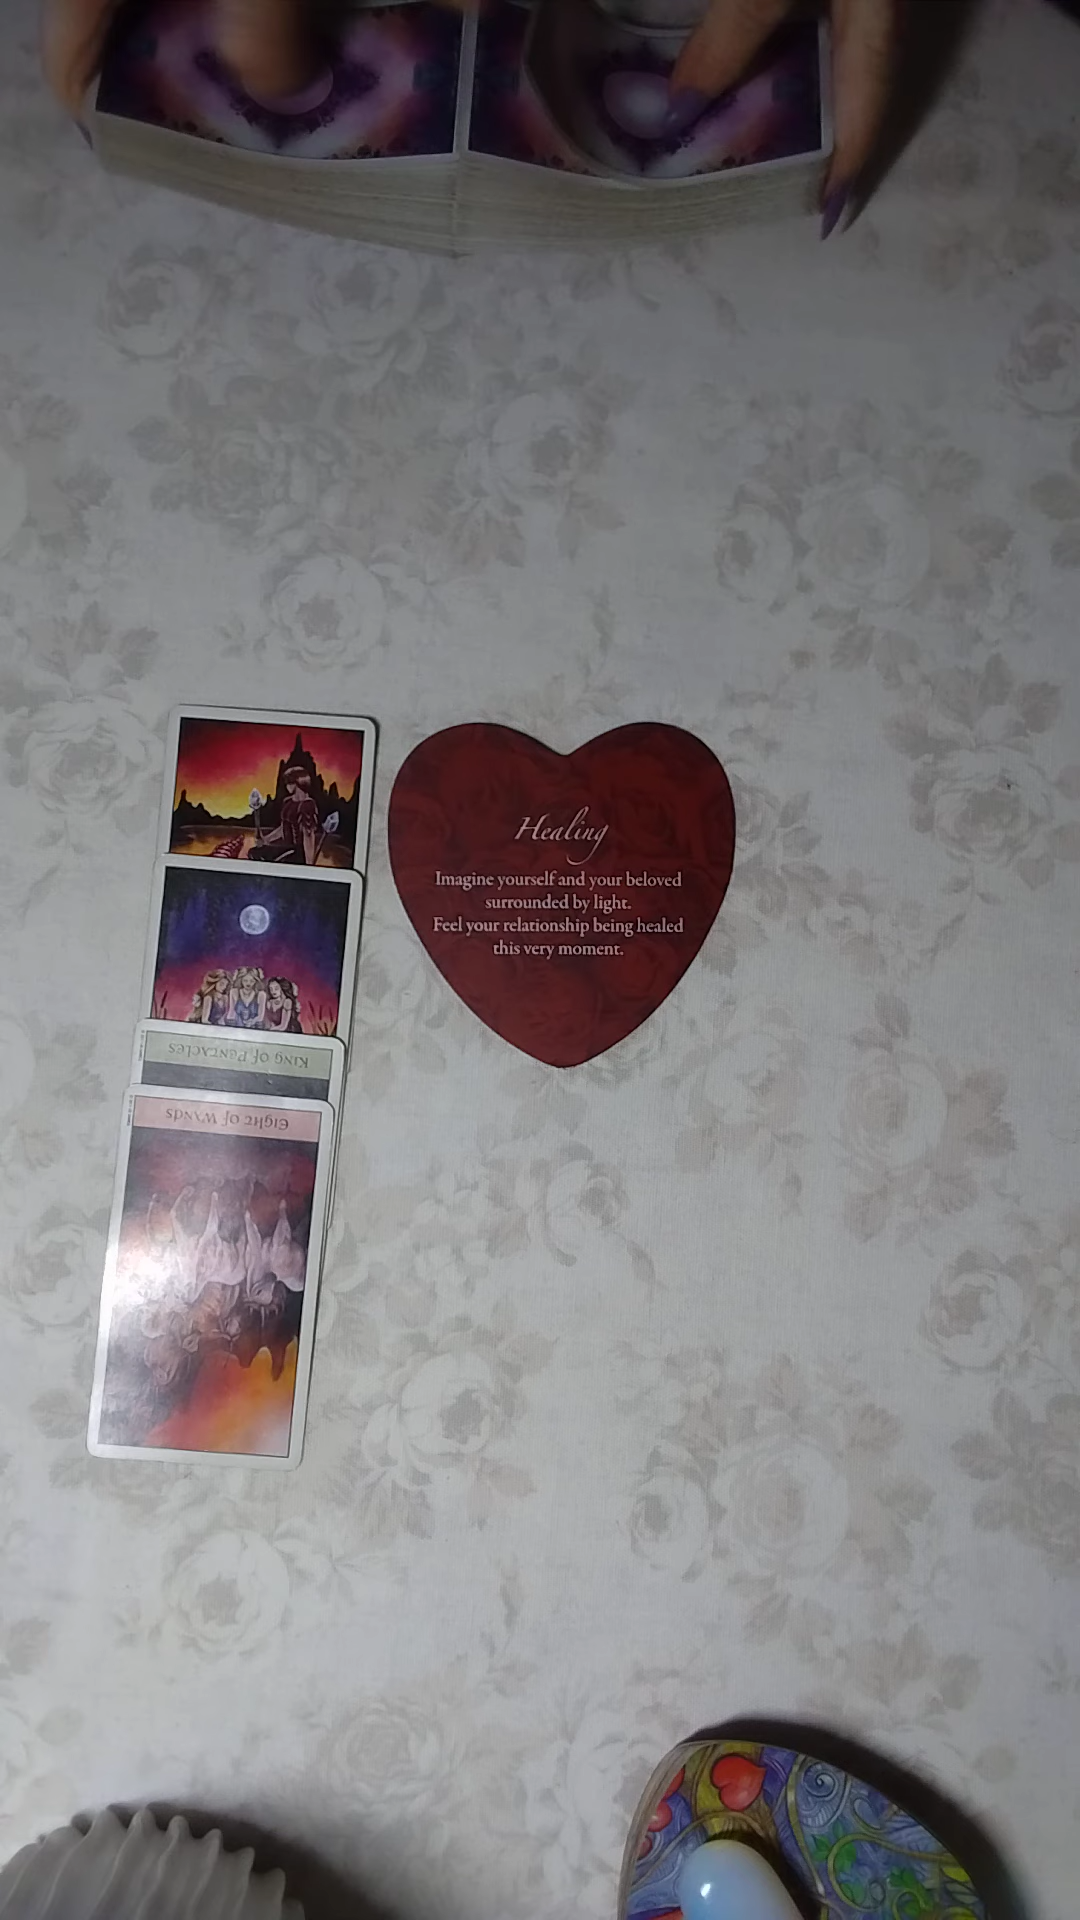 Healing
Imagine yourself and your beloved
surrounded by light.
Feel your relationship being healed
this very moment.
King of Pentacles
Eight of Wands